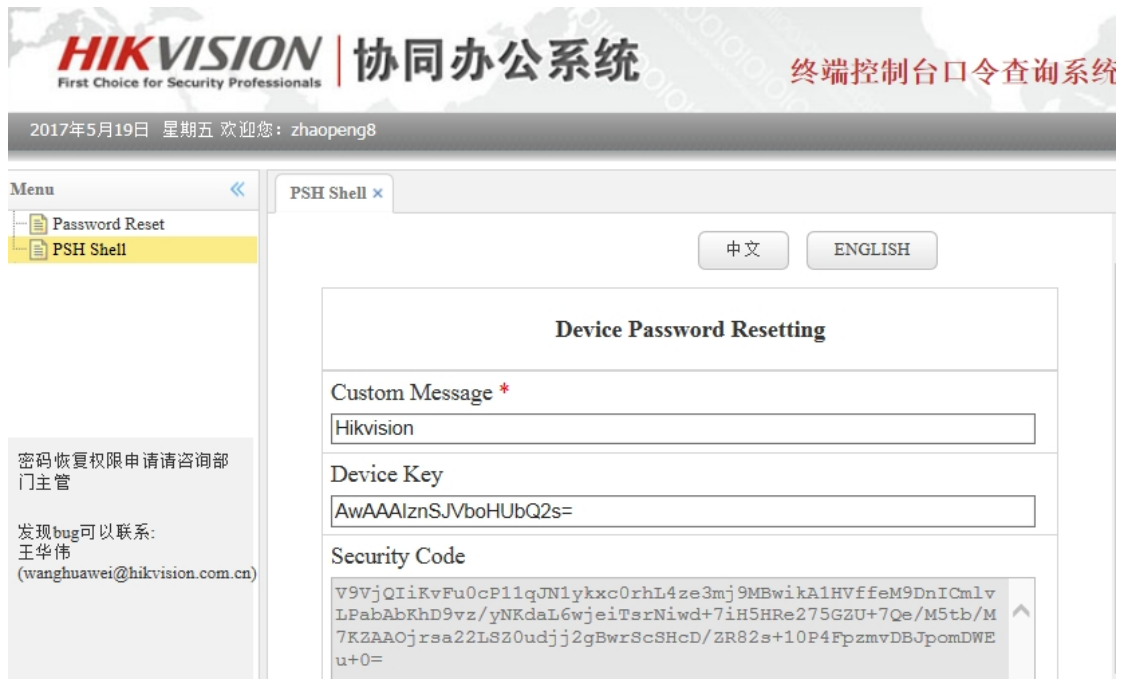 HIKVISION
First Choice for Security Professionals
协同办公系统
终端控制台口令查询系统
2017年5月19日 星期五 欢迎您: zhaopeng8
Menu
Password Reset
PSH Shell
密码恢复权限申请请咨询部
门主管
发现bug可以联系:
王华伟
(wanghuawei@hikvision.com.cn)
PSH Shell ×
中文 ENGLISH
Device Password Resetting
Custom Message *
Hikvision
Device Key
AwAAAIznSJVboHUbQ2s=
Security Code
V9VjQIiKvFu0cP11qJN1ykxc0rhL4ze3mj9MBwikA1HVffeM9DnICmlv
LPabAbKhD9vz/yNKdaL6wjeiTsrNiwd+7iH5HRe275GZU+7Qe/M5tb/M
7KZAAOjrsa22LSZ0udjj2gBwrScSHcD/ZR82s+10P4FpzmvDBJpomDWE
u+0=